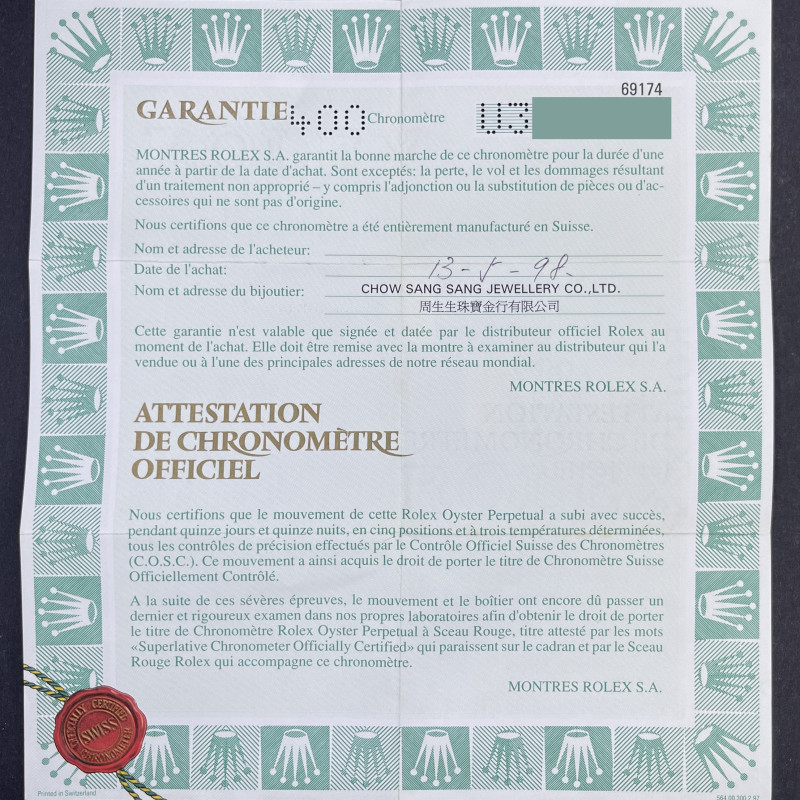 69174
GARANTIE 400 Chronomètre U3
MONTRES ROLEX S.A. garantit la bonne marche de ce chronomètre pour la durée d'une
année à partir de la date d'achat. Sont exceptés: la perte, le vol et les dommages résultant
d'un traitement non approprié – y compris l'adjonction ou la substitution de pièces ou d'ac-
cessoires qui ne sont pas d'origine.
Nous certifions que ce chronomètre a été entièrement manufacturé en Suisse.
Nom et adresse de l'acheteur:
Date de l'achat: 13-5-98.
Nom et adresse du bijoutier: CHOW SANG SANG JEWELLERY CO.,LTD.
周生生珠寶金行有限公司
Cette garantie n'est valable que signée et datée par le distributeur officiel Rolex au
moment de l'achat. Elle doit être remise avec la montre à examiner au distributeur qui l'a
vendue ou à l'une des principales adresses de notre réseau mondial.
MONTRES ROLEX S.A.
ATTESTATION
DE CHRONOMÈTRE
OFFICIEL
Nous certifions que le mouvement de cette Rolex Oyster Perpetual a subi avec succès,
pendant quinze jours et quinze nuits, en cinq positions et à trois températures déterminées,
tous les contrôles de précision effectués par le Contrôle Officiel Suisse des Chronomètres
(C.O.S.C.). Ce mouvement a ainsi acquis le droit de porter le titre de Chronomètre Suisse
Officiellement Contrôlé.
A la suite de ces sévères épreuves, le mouvement et le boîtier ont encore dû passer un
dernier et rigoureux examen dans nos propres laboratoires afin d'obtenir le droit de porter
le titre de Chronomètre Rolex Oyster Perpetual à Sceau Rouge, titre attesté par les mots
«Superlative Chronometer Officially Certified» qui paraissent sur le cadran et par le Sceau
Rouge Rolex qui accompagne ce chronomètre.
MONTRES ROLEX S.A.
OFFICIALLY CERTIFIED
SWISS
CHRONOMETER
Printed in Switzerland
564.00.300.2.97